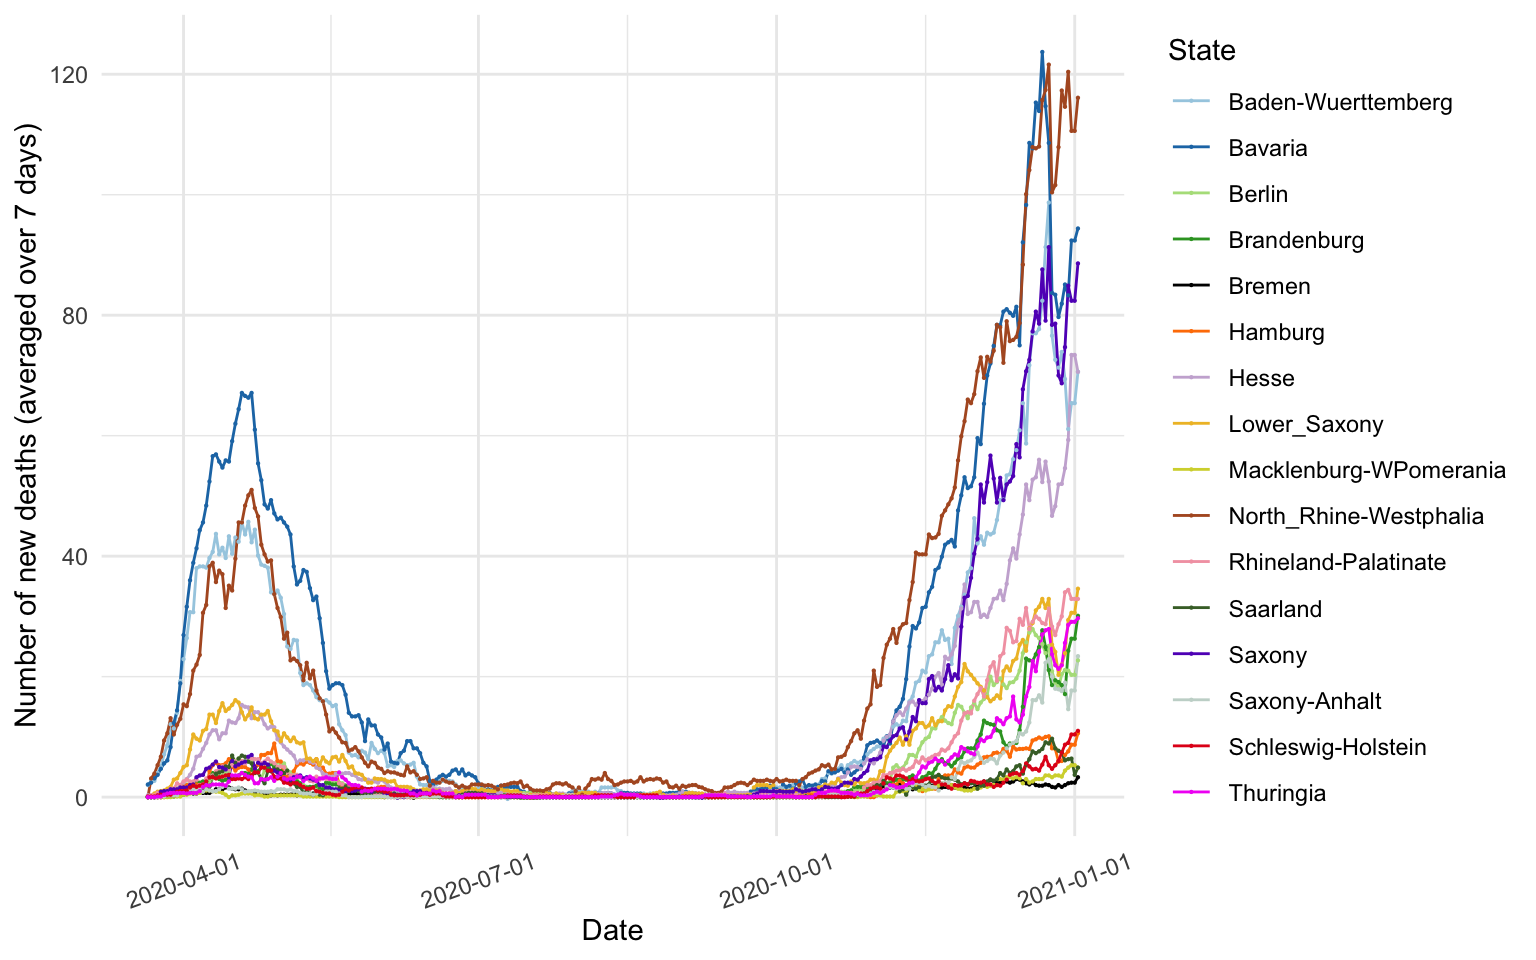 State
Baden-Wuerttemberg
Bavaria
Berlin
Brandenburg
Bremen
Hamburg
Hesse
Lower_Saxony
Macklenburg-WPomerania
North_Rhine-Westphalia
Rhineland-Palatinate
Saarland
Saxony
Saxony-Anhalt
Schleswig-Holstein
Thuringia
Number of new deaths (averaged over 7 days)
120
80
40
0
2020-04-01
2020-07-01
2020-10-01
2021-01-01
Date